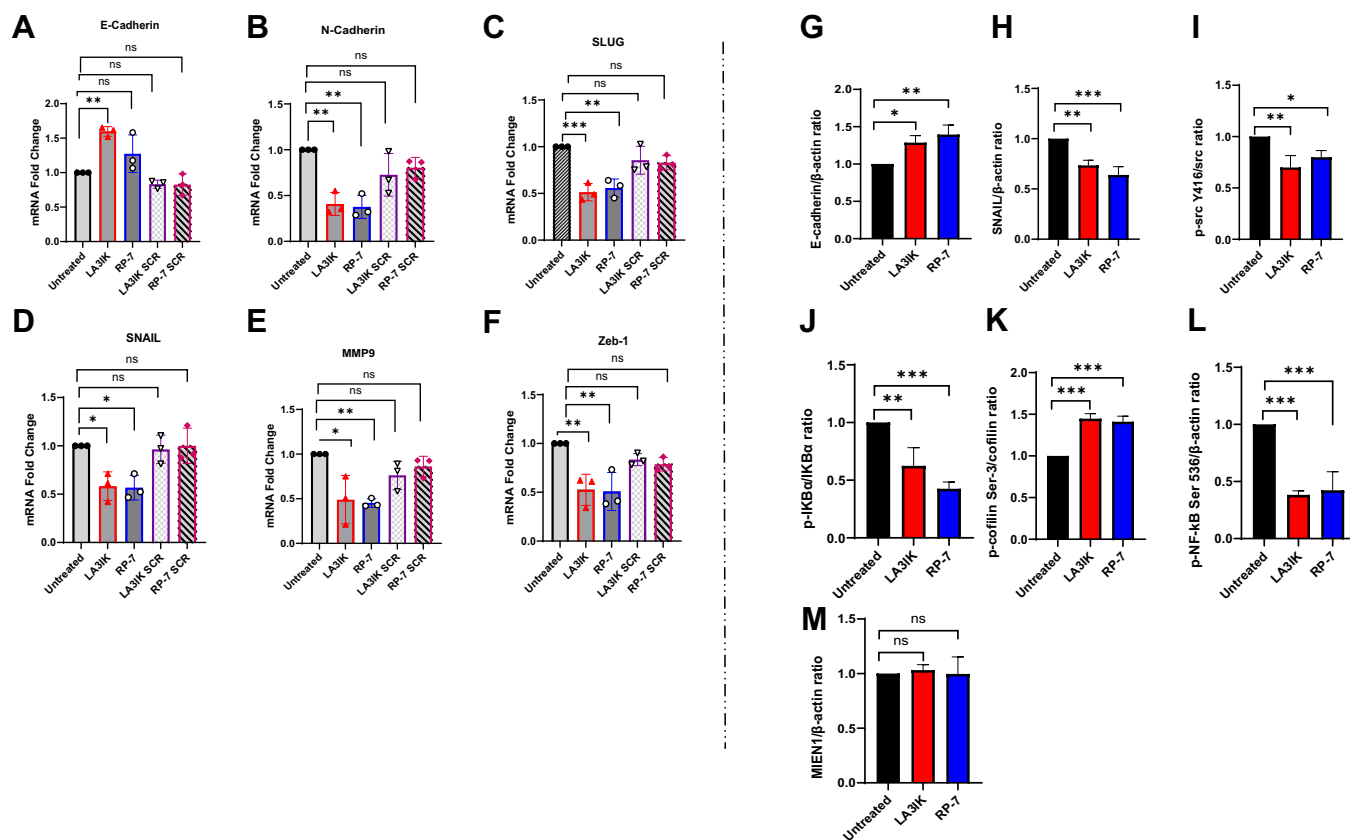 A
E-Cadherin
ns
ns
ns
**
mRNA Fold Change
2.0
1.5
1.0
0.5
0.0
Untreated
LA3IK
RP-7
LA3IK SCR
RP-7 SCR
B
N-Cadherin
ns
ns
**
**
mRNA Fold Change
1.5
1.0
0.5
0.0
Untreated
LA3IK
RP-7
LA3IK SCR
RP-7 SCR
C
SLUG
ns
ns
**
***
mRNA Fold Change
1.5
1.0
0.5
0.0
Untreated
LA3IK
RP-7
LA3IK SCR
RP-7 SCR
D
SNAIL
ns
ns
*
*
mRNA Fold Change
1.5
1.0
0.5
0.0
Untreated
LA3IK
RP-7
LA3IK SCR
RP-7 SCR
E
MMP9
ns
ns
**
*
mRNA Fold Change
1.5
1.0
0.5
0.0
Untreated
LA3IK
RP-7
LA3IK SCR
RP-7 SCR
F
Zeb-1
ns
ns
**
**
mRNA Fold Change
1.5
1.0
0.5
0.0
Untreated
LA3IK
RP-7
LA3IK SCR
RP-7 SCR
G
**
*
E-cadherin/β-actin ratio
2.0
1.5
1.0
0.5
0.0
Untreated
LA3IK
RP-7
H
***
**
SNAIL/β-actin ratio
1.5
1.0
0.5
0.0
Untreated
LA3IK
RP-7
I
*
**
p-src Y416/src ratio
1.5
1.0
0.5
0.0
Untreated
LA3IK
RP-7
J
***
**
p-IKBα/IKBα ratio
1.5
1.0
0.5
0.0
Untreated
LA3IK
RP-7
K
***
***
p-cofilin Ser-3/cofilin ratio
2.0
1.5
1.0
0.5
0.0
Untreated
LA3IK
RP-7
L
***
***
p-NF-kB Ser 536/β-actin ratio
1.5
1.0
0.5
0.0
Untreated
LA3IK
RP-7
M
ns
ns
MIEN1/β-actin ratio
1.5
1.0
0.5
0.0
Untreated
LA3IK
RP-7